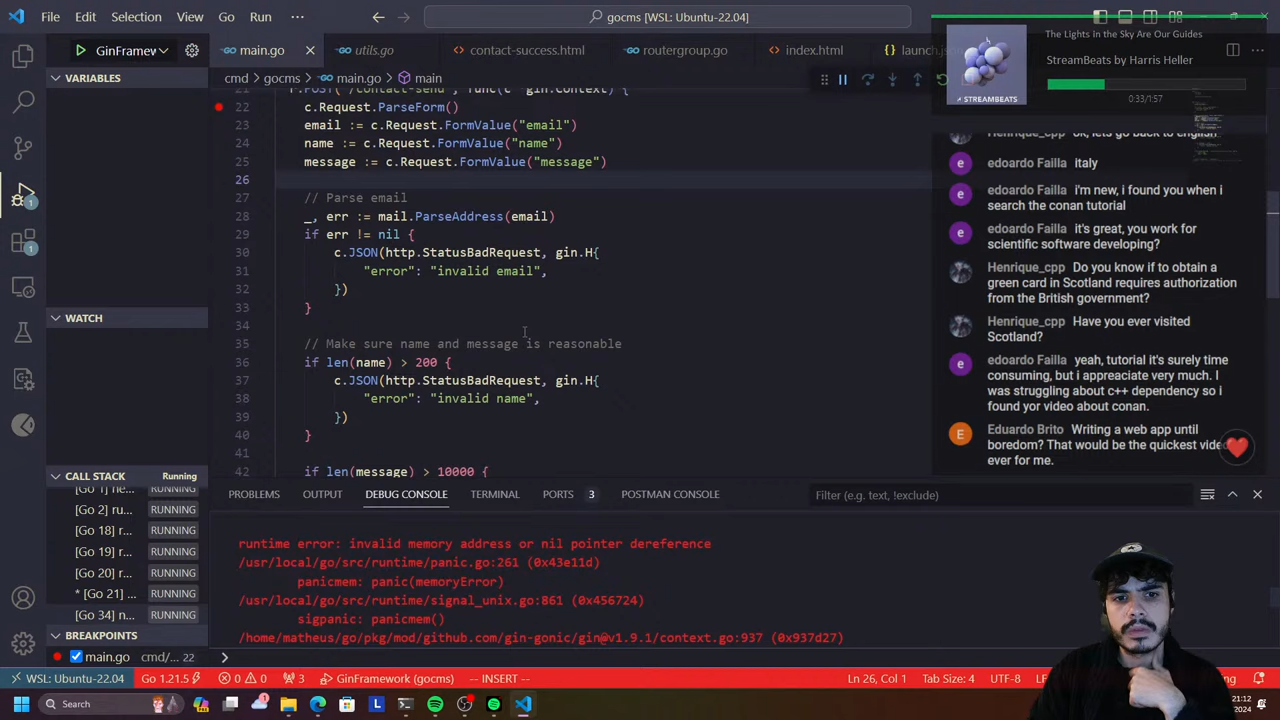 File Edit Selection View Go Run ···
gocms [WSL: Ubuntu-22.04]
GinFramew
main.go
utils.go
contact-success.html
routergroup.go
index.html
launch.json
cmd > gocms > main.go > main
VARIABLES
WATCH
CALL STACK Running
[Go 2] ru... RUNNING
[Go 18] r... RUNNING
[Go 19] r... RUNNING
[Go 20] r... RUNNING
* [Go 21] ... RUNNING
[Go 34] ... RUNNING
BREAKPOINTS
main.go cmd/... 22
22 c.Request.ParseForm()
23 email := c.Request.FormValue("email")
24 name := c.Request.FormValue("name")
25 message := c.Request.FormValue("message")
26
27 // Parse email
28 _, err := mail.ParseAddress(email)
29 if err != nil {
30 c.JSON(http.StatusBadRequest, gin.H{
31 "error": "invalid email",
32 })
33 }
34
35 // Make sure name and message is reasonable
36 if len(name) > 200 {
37 c.JSON(http.StatusBadRequest, gin.H{
38 "error": "invalid name",
39 })
40 }
41
42 if len(message) > 10000 {
PROBLEMS OUTPUT DEBUG CONSOLE TERMINAL PORTS 3 POSTMAN CONSOLE
Filter (e.g. text, !exclude)
runtime error: invalid memory address or nil pointer dereference
/usr/local/go/src/runtime/panic.go:261 (0x43e11d)
panicmem: panic(memoryError)
/usr/local/go/src/runtime/signal_unix.go:861 (0x456724)
sigpanic: panicmem()
/home/matheus/go/pkg/mod/github.com/gin-gonic/gin@v1.9.1/context.go:937 (0x937d27)
The Lights in the Sky Are Our Guides
StreamBeats by Harris Heller
0:33/1:57
STREAMBEATS
Henrique_cpp ok, lets go back to english
edoardo Failla italy
edoardo Failla i'm new, i found you when i
search the conan tutorial
edoardo Failla it's great, you work for
scientific software developing?
Henrique_cpp Do you know if to obtain a
green card in Scotland requires authorization
from the British government?
Henrique_cpp Have you ever visited
Scotland?
edoardo Failla yeah, tutorial it's surely time
consuming, but i appreaciate very much. I
was struggling about c++ dependency so i
found yor video about conan.
Eduardo Brito Writing a web app until
boredom? That would be the quickest video
ever for me.
WSL: Ubuntu-22.04 Go 1.21.5 0 0 3 GinFramework (gocms) -- INSERT -- Ln 26, Col 1 Tab Size: 4 UTF-8
Search
21:12